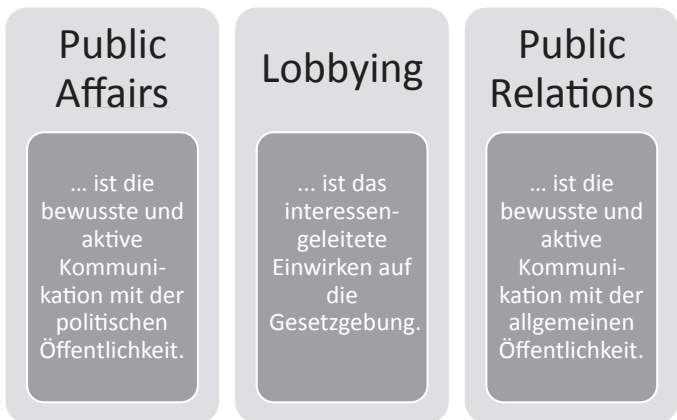 Public
Affairs
... ist die
bewusste und
aktive
Kommuni-
kation mit der
politischen
Öffentlichkeit.
Lobbying
... ist das
interessen-
geleitete
Einwirken auf
die
Gesetzgebung.
Public
Relations
... ist die
bewusste und
aktive
Kommuni-
kation mit der
allgemeinen
Öffentlichkeit.